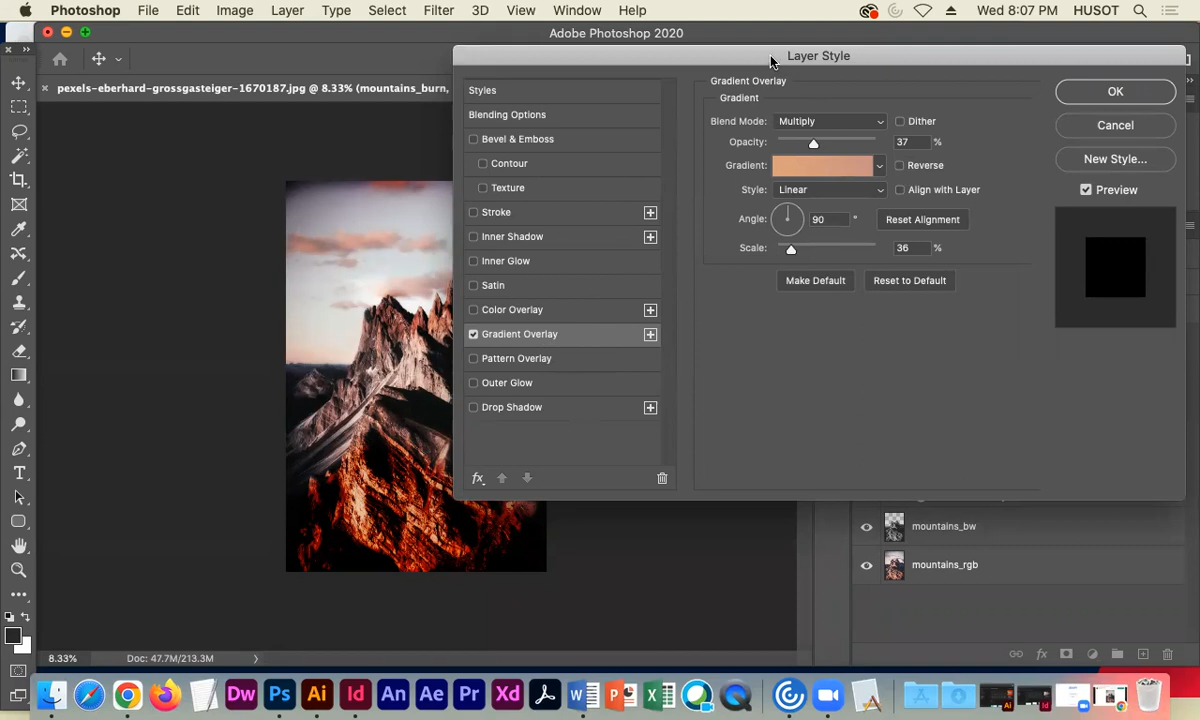 Photoshop File Edit Image Layer Type Select Filter 3D View Window Help Wed 8:07 PM HUSOT
Adobe Photoshop 2020
Layer Style
pexels-eberhard-grossgasteiger-1670187.jpg @ 8.33% (mountains_burn,
Styles
Blending Options
Bevel & Emboss
Contour
Texture
Stroke
Inner Shadow
Inner Glow
Satin
Color Overlay
Gradient Overlay
Pattern Overlay
Outer Glow
Drop Shadow
fx
Gradient Overlay
Gradient
Blend Mode: Multiply Dither
Opacity: 37 %
Gradient: Reverse
Style: Linear Align with Layer
Angle: 90 ° Reset Alignment
Scale: 36 %
Make Default Reset to Default
OK
Cancel
New Style...
Preview
mountains_bw
mountains_rgb
fx
8.33% Doc: 47.7M/213.3M
Dw Ps Ai Id An Ae Pr Xd W P X